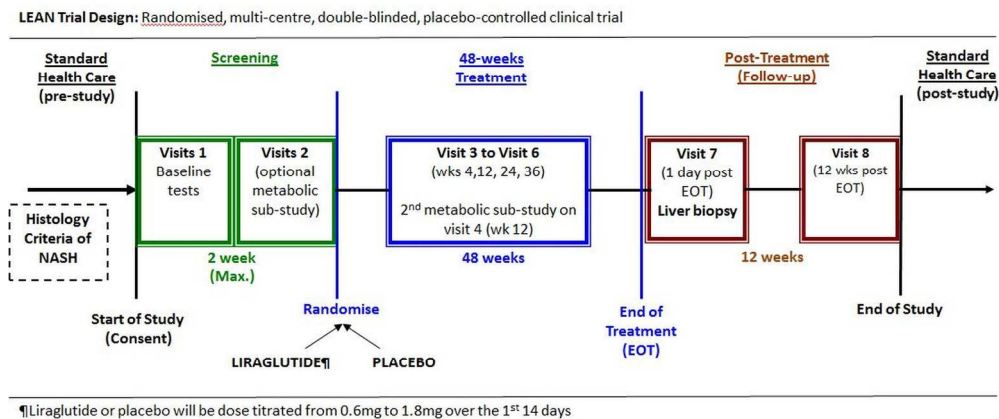 LEAN Trial Design: Randomised, multi-centre, double-blinded, placebo-controlled clinical trial
Standard
Health Care
(pre-study)
Screening
48-weeks
Treatment
Post-Treatment
(Follow-up)
Standard
Health Care
(post-study)
Histology
Criteria of
NASH
Visits 1
Baseline
tests
Visits 2
(optional
metabolic
sub-study)
Visit 3 to Visit 6
(wks 4,12, 24, 36)
2nd metabolic sub-study on
visit 4 (wk 12)
Visit 7
(1 day post
EOT)
Liver biopsy
Visit 8
(12 wks post
EOT)
2 week
(Max.)
48 weeks
12 weeks
Start of Study
(Consent)
Randomise
End of
Treatment
(EOT)
End of Study
LIRAGLUTIDE¶
PLACEBO
¶Liraglutide or placebo will be dose titrated from 0.6mg to 1.8mg over the 1st 14 days